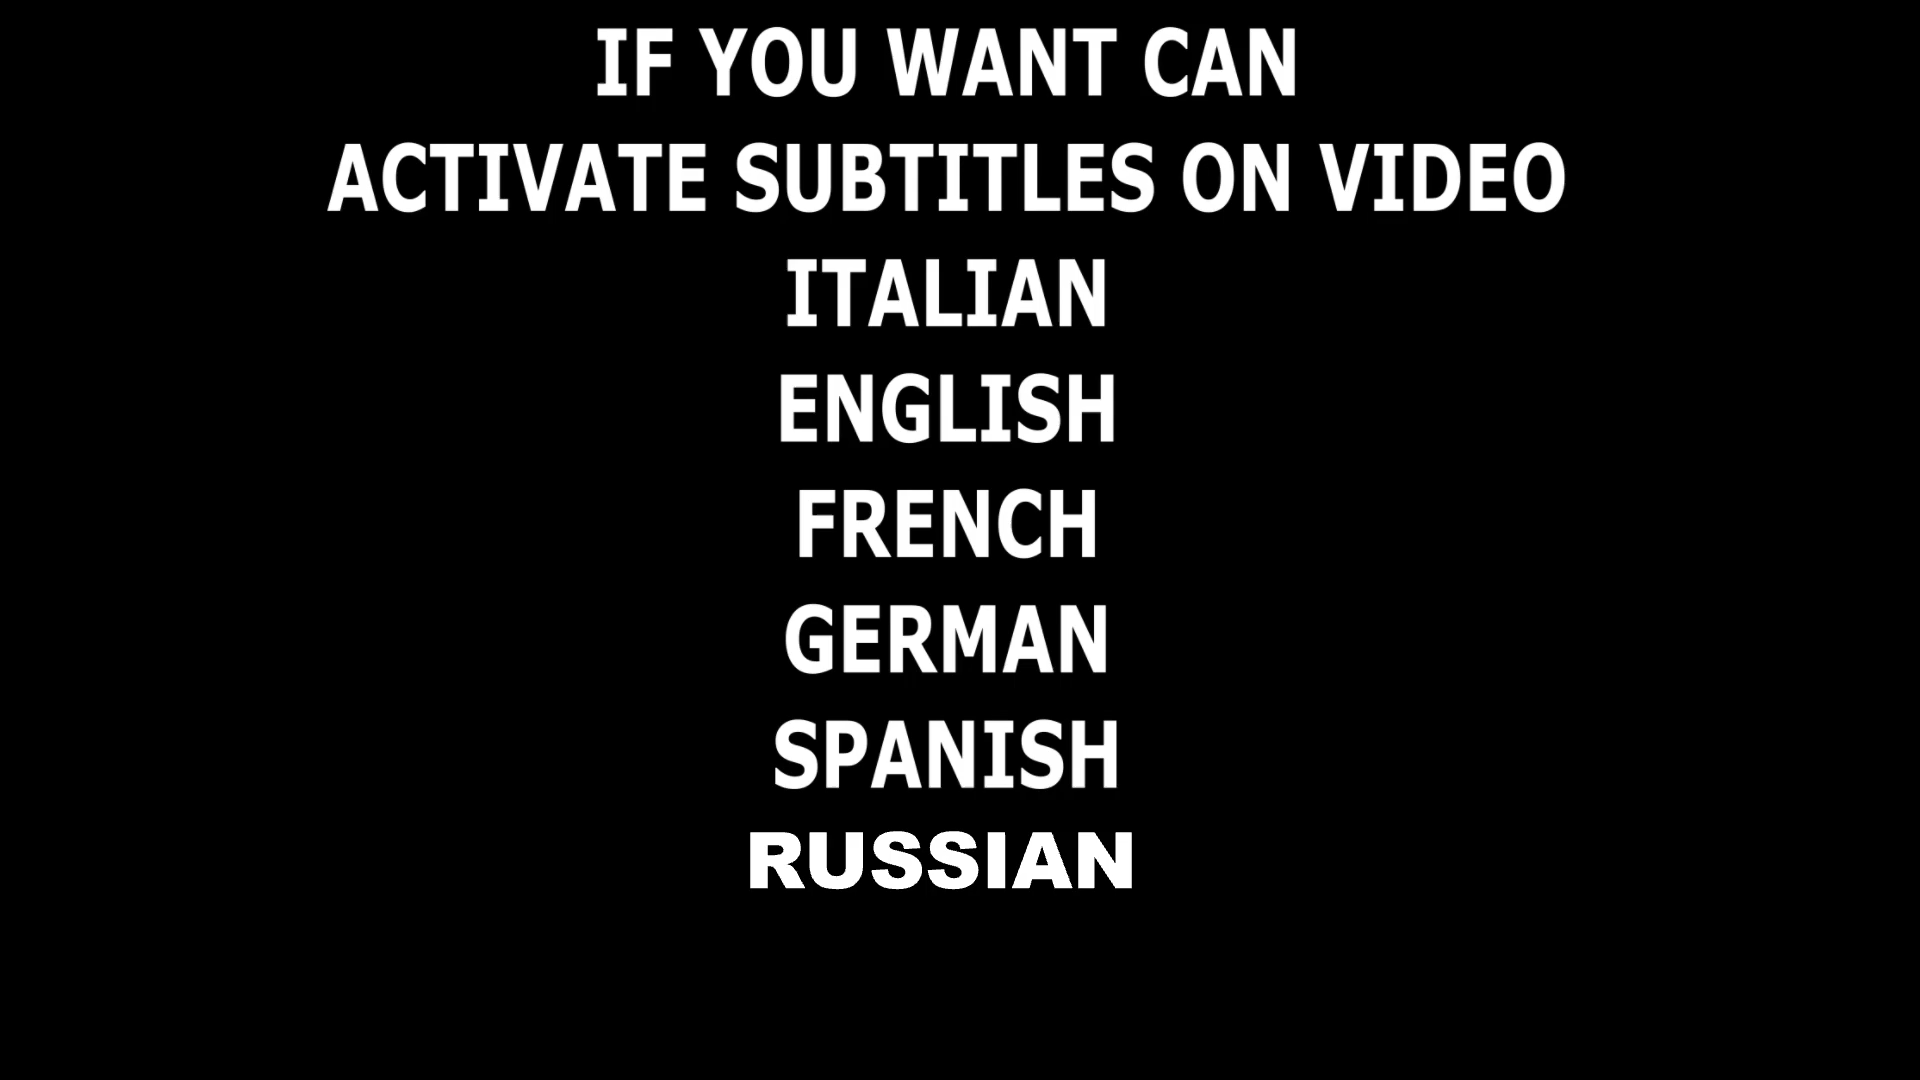 IF YOU WANT CAN
ACTIVATE SUBTITLES ON VIDEO
ITALIAN
ENGLISH
FRENCH
GERMAN
SPANISH
RUSSIAN